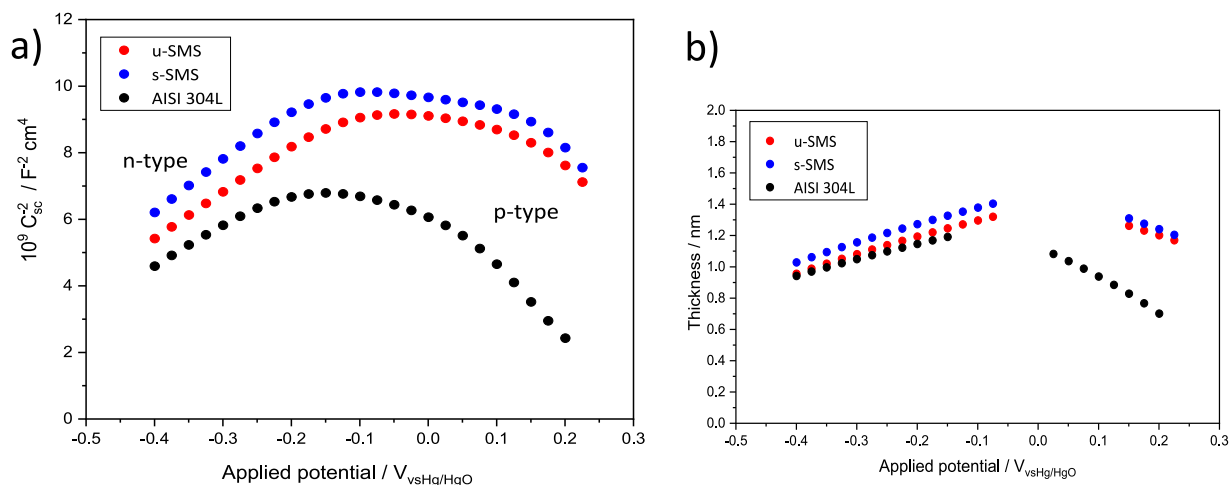 a)
12
10
8
6
4
2
0
10⁹ C⁻²sc / F⁻² cm4
u-SMS
s-SMS
AISI 304L
n-type
p-type
-0.5 -0.4 -0.3 -0.2 -0.1 0.0 0.1 0.2 0.3
Applied potential / VvsHg/HgO
b)
2.0
1.8
1.6
1.4
1.2
1.0
0.8
0.6
0.4
0.2
0.0
Thickness / nm
u-SMS
s-SMS
AISI 304L
-0.5 -0.4 -0.3 -0.2 -0.1 0.0 0.1 0.2 0.3
Applied potential / VvsHg/HgO